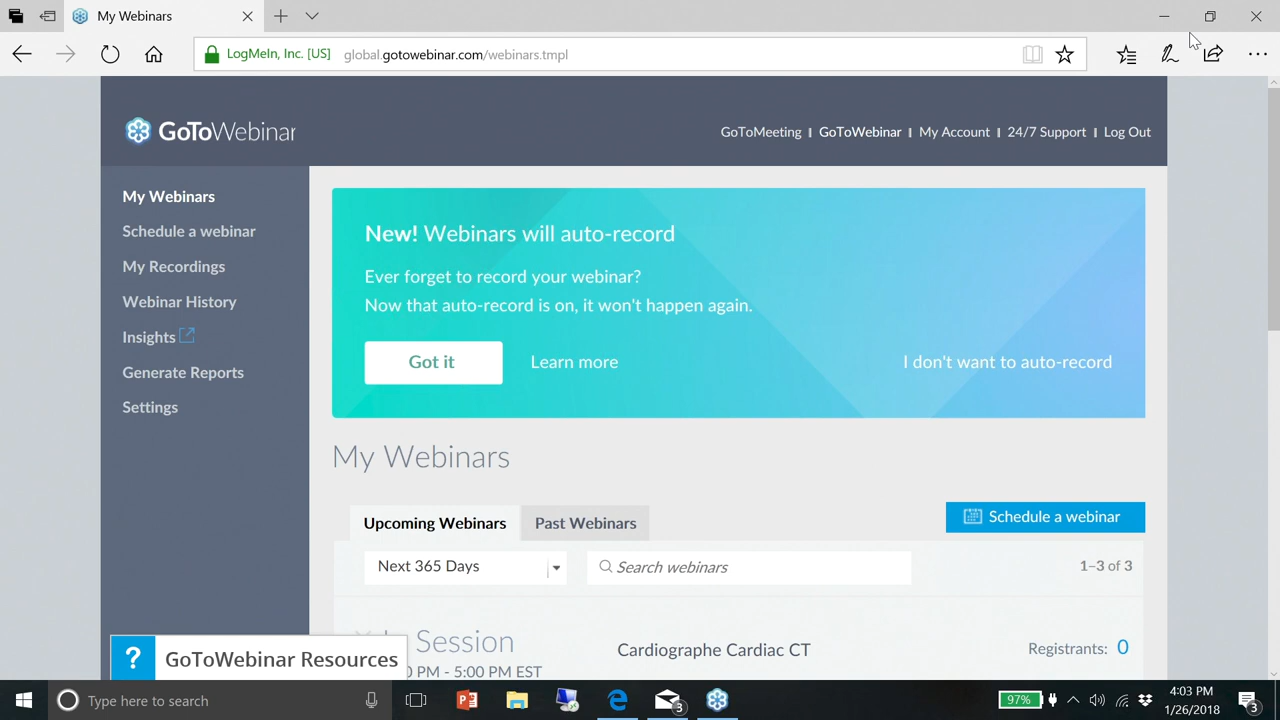 My Webinars
LogMeIn, Inc. [US] global.gotowebinar.com/webinars.tmpl
GoToWebinar
GoToMeeting | GoToWebinar | My Account | 24/7 Support | Log Out
My Webinars
Schedule a webinar
My Recordings
Webinar History
Insights
Generate Reports
Settings
New! Webinars will auto-record
Ever forget to record your webinar?
Now that auto-record is on, it won't happen again.
Got it Learn more I don't want to auto-record
My Webinars
Upcoming Webinars Past Webinars Schedule a webinar
Next 365 Days Search webinars 1–3 of 3
Session Cardiographe Cardiac CT Registrants: 0
PM - 5:00 PM EST
? GoToWebinar Resources
Type here to search 3 97% 4:03 PM 3
1/26/2018